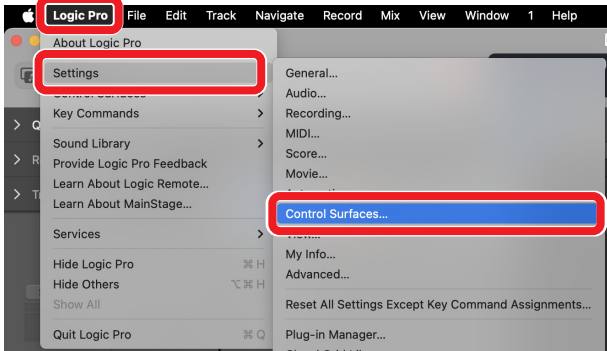 Logic Pro File Edit Track Navigate Record Mix View Window 1 Help
About Logic Pro
Settings
Control Surfaces
Key Commands
Sound Library
Provide Logic Pro Feedback
Learn About Logic Remote...
Learn About MainStage...
Services
Hide Logic Pro ⌘ H
Hide Others ⌥ ⌘ H
Show All
Quit Logic Pro ⌘ Q
General...
Audio...
Recording...
MIDI...
Score...
Movie...
Control Surfaces...
View...
My Info...
Advanced...
Reset All Settings Except Key Command Assignments...
Plug-in Manager...